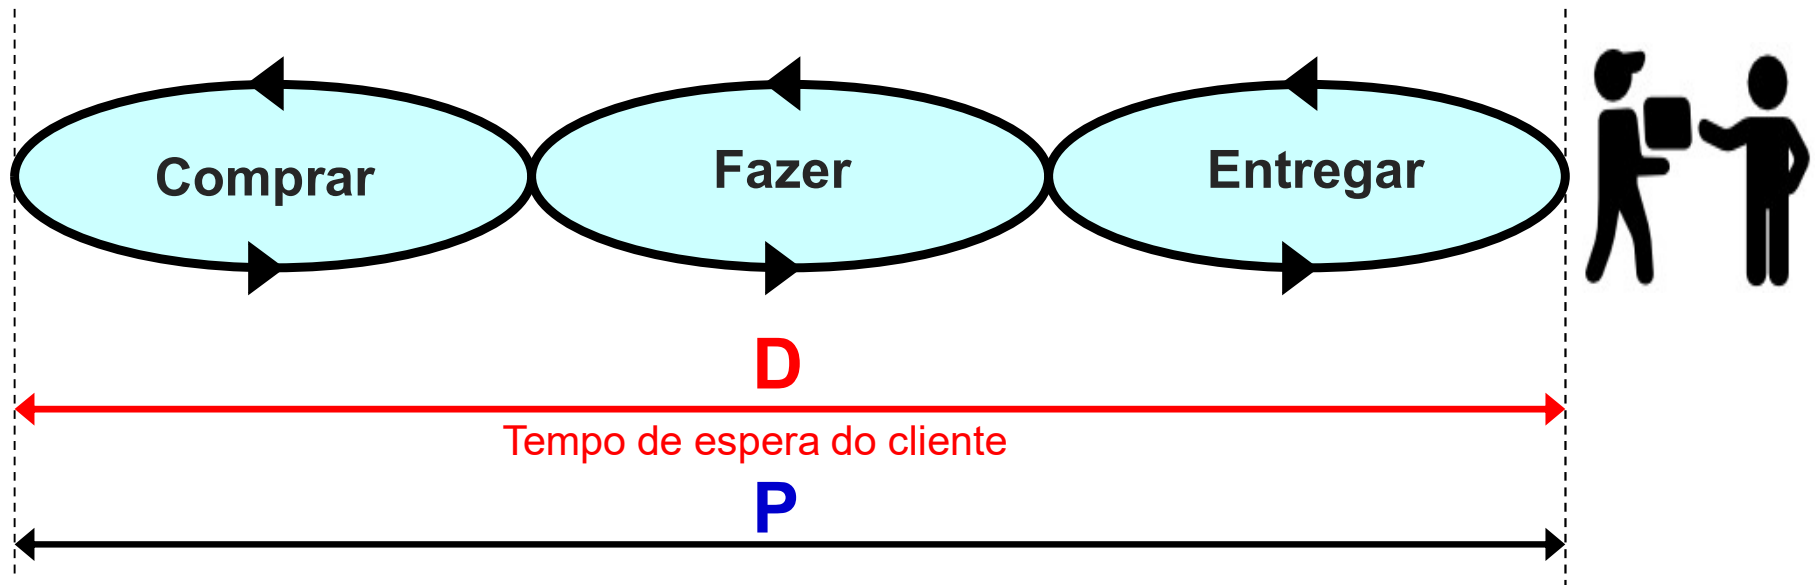 Comprar
Fazer
Entregar
D
Tempo de espera do cliente
P